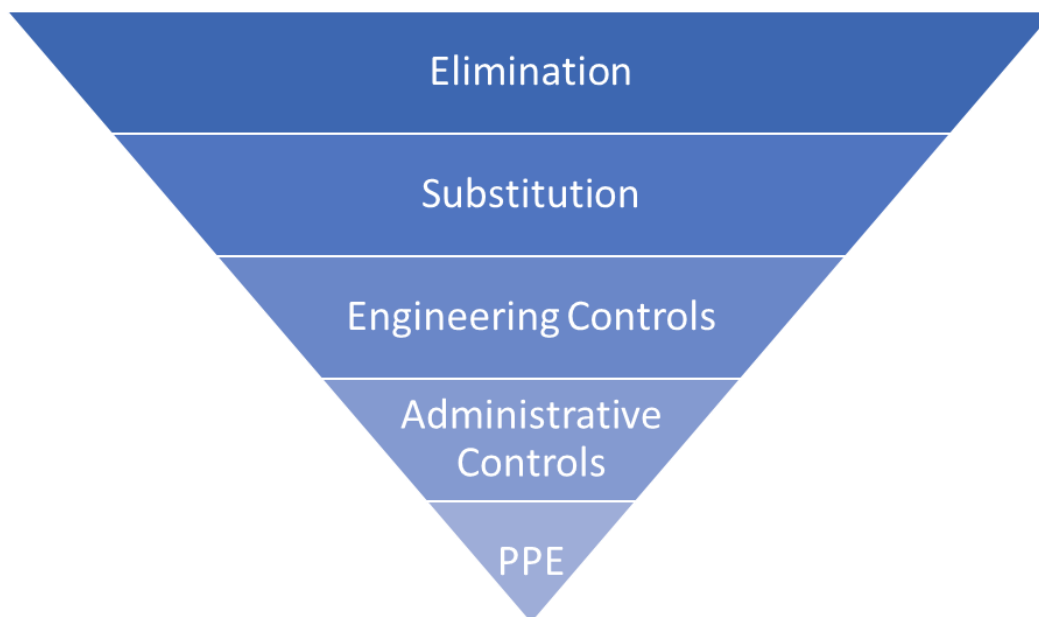 Elimination
Substitution
Engineering Controls
Administrative
Controls
PPE